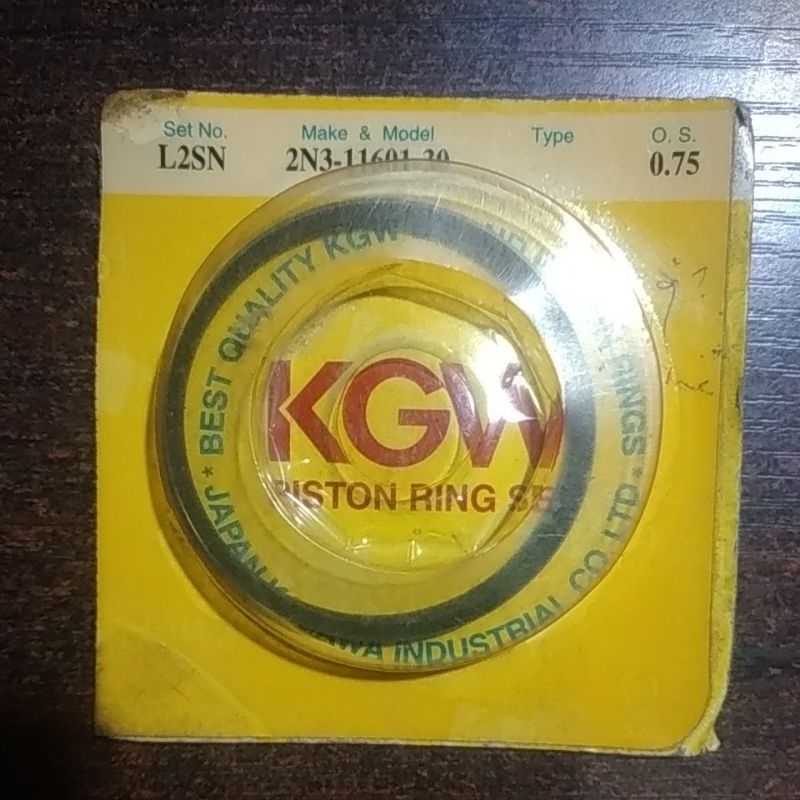 Set No. Make & Model Type O. S.
L2SN 2N3-11601-20 0.75
* BEST QUALITY KGW RINGS *
KGW
PISTON RING SE
JAPAN INDUSTRIAL CO. LTD